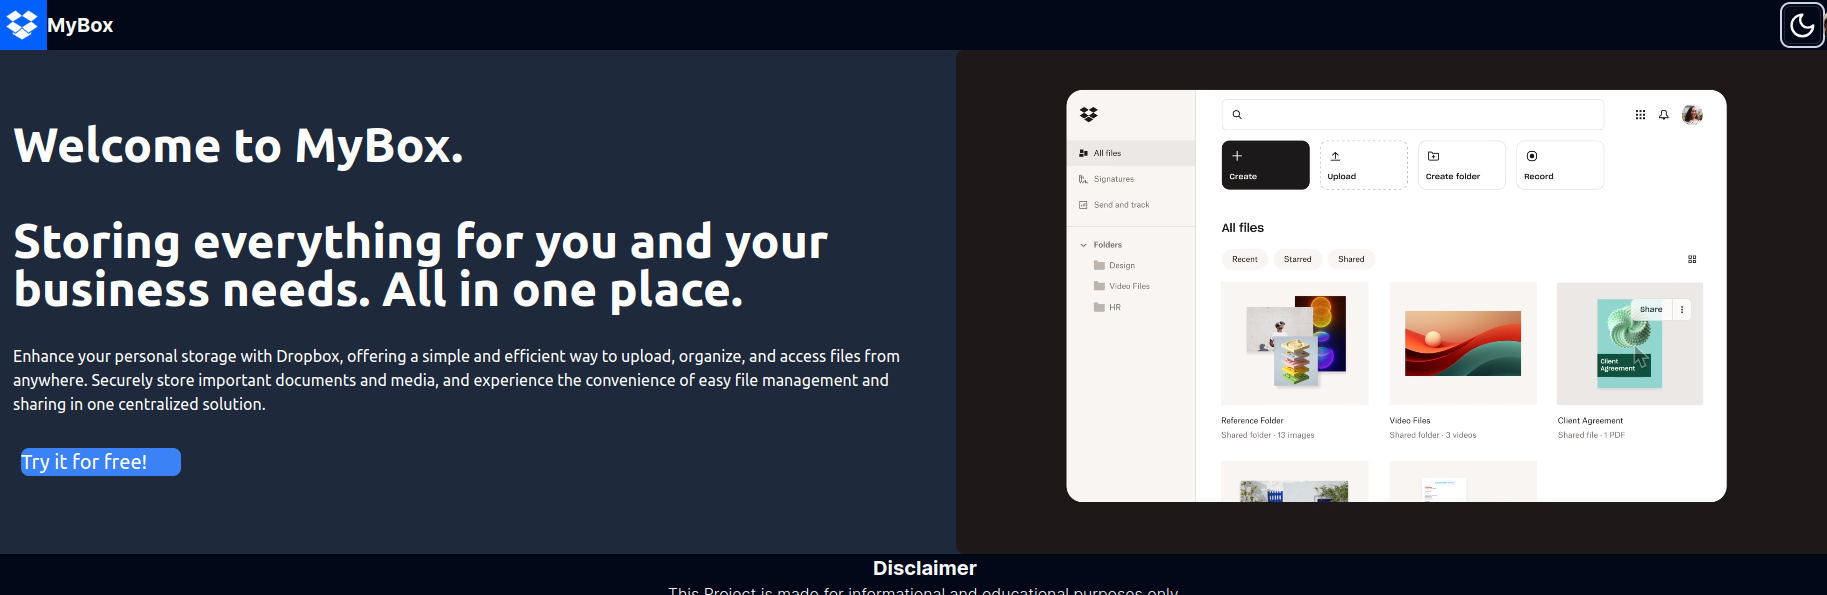 MyBox
Welcome to MyBox.
Storing everything for you and your
business needs. All in one place.
Enhance your personal storage with Dropbox, offering a simple and efficient way to upload, organize, and access files from
anywhere. Securely store important documents and media, and experience the convenience of easy file management and
sharing in one centralized solution.
Try it for free!
All files
Signatures
Send and track
Folders
Design
Video Files
HR
Create
Upload
Create folder
Record
All files
Recent
Starred
Shared
Share
Client
Agreement
Reference Folder
Shared folder · 13 images
Video Files
Shared folder · 3 videos
Client Agreement
Shared file · 1 PDF
Disclaimer
This Project is made for informational and educational purposes only